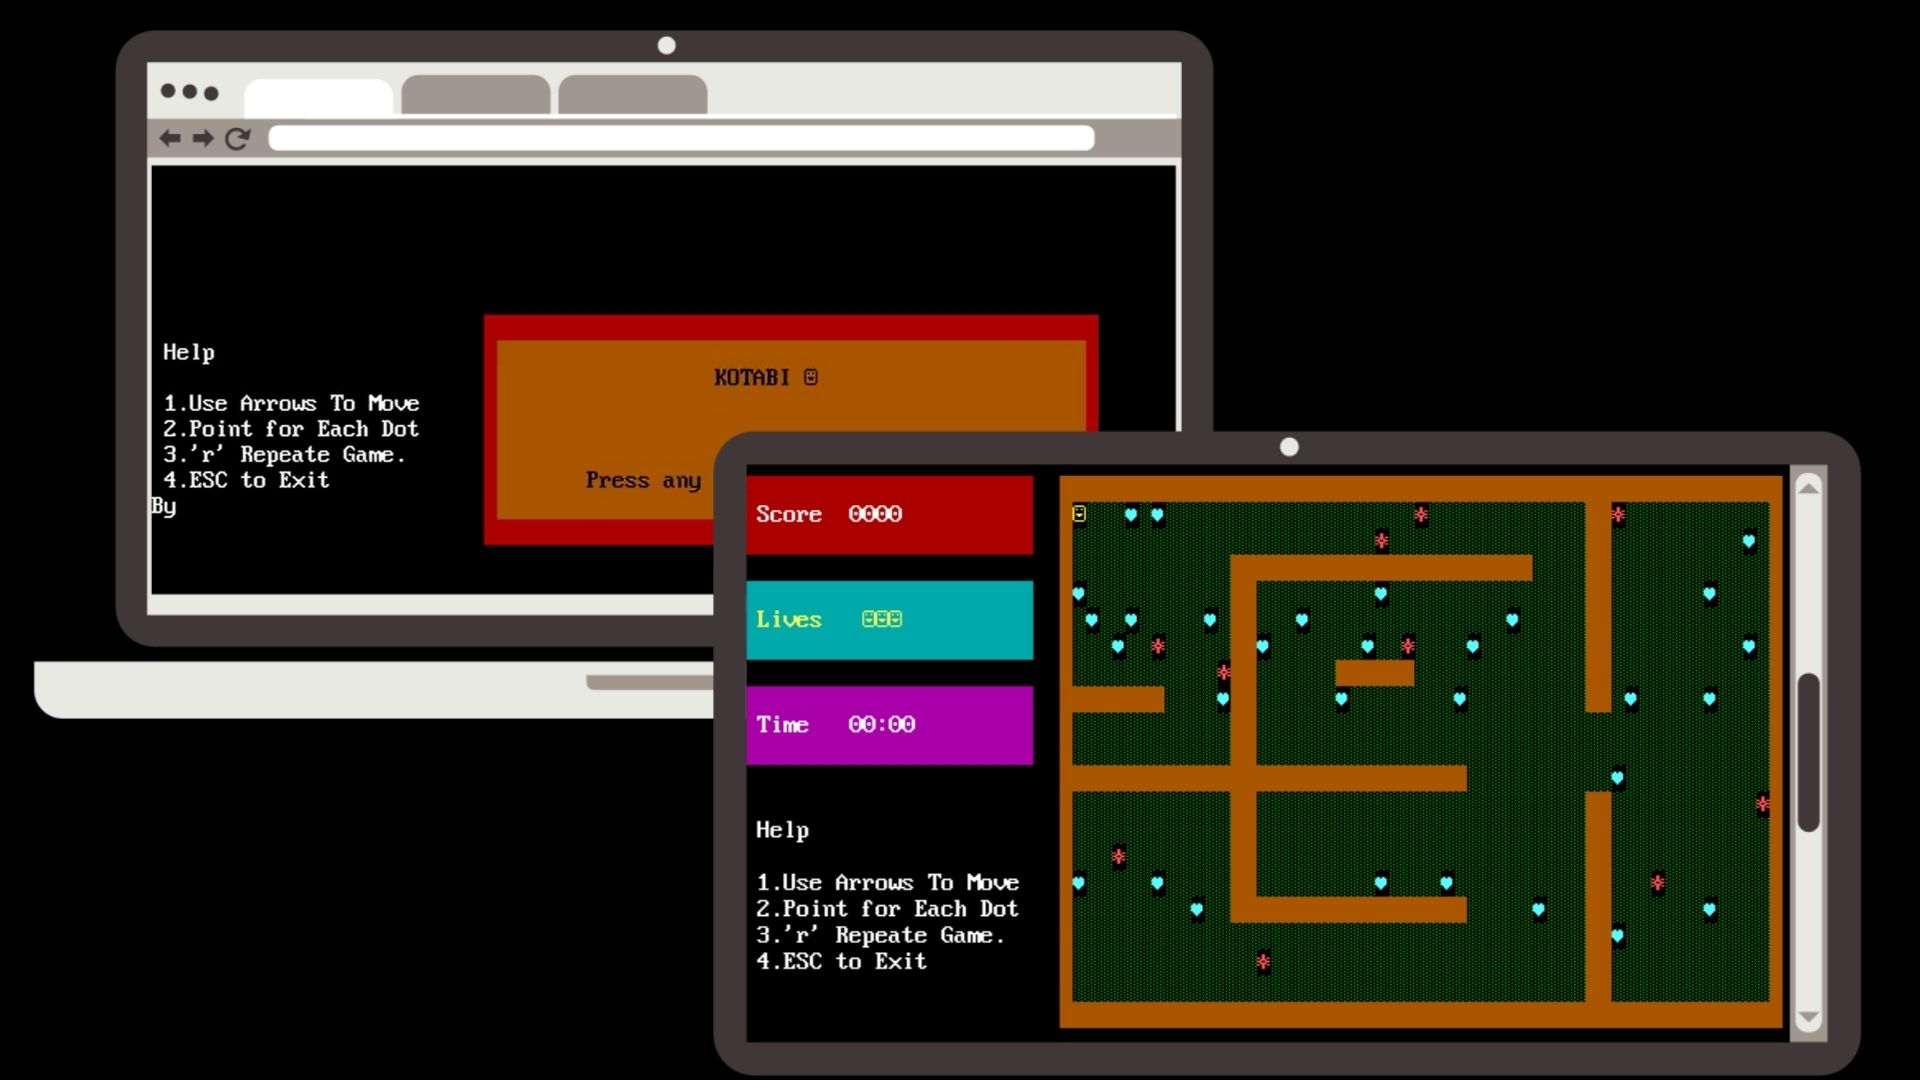 Help
1.Use Arrows To Move
2.Point for Each Dot
3.'r' Repeate Game.
4.ESC to Exit
By
KOTABI
Press any
Score 0000
Lives
Time 00:00
Help
1.Use Arrows To Move
2.Point for Each Dot
3.'r' Repeate Game.
4.ESC to Exit